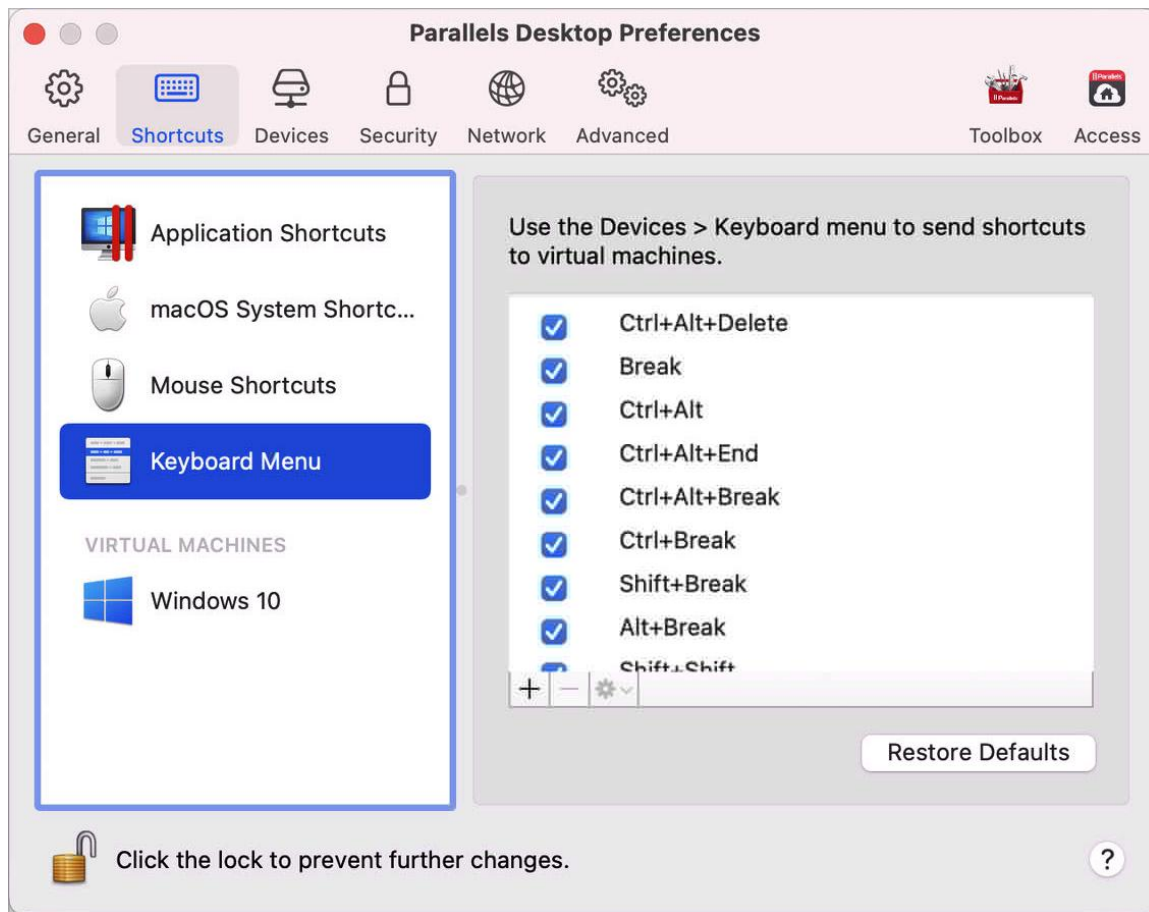 Parallels Desktop Preferences
General Shortcuts Devices Security Network Advanced Toolbox Access
Application Shortcuts
macOS System Shortc...
Mouse Shortcuts
Keyboard Menu
VIRTUAL MACHINES
Windows 10
Use the Devices > Keyboard menu to send shortcuts
to virtual machines.
Ctrl+Alt+Delete
Break
Ctrl+Alt
Ctrl+Alt+End
Ctrl+Alt+Break
Ctrl+Break
Shift+Break
Alt+Break
Shift+Shift
Restore Defaults
Click the lock to prevent further changes.
?